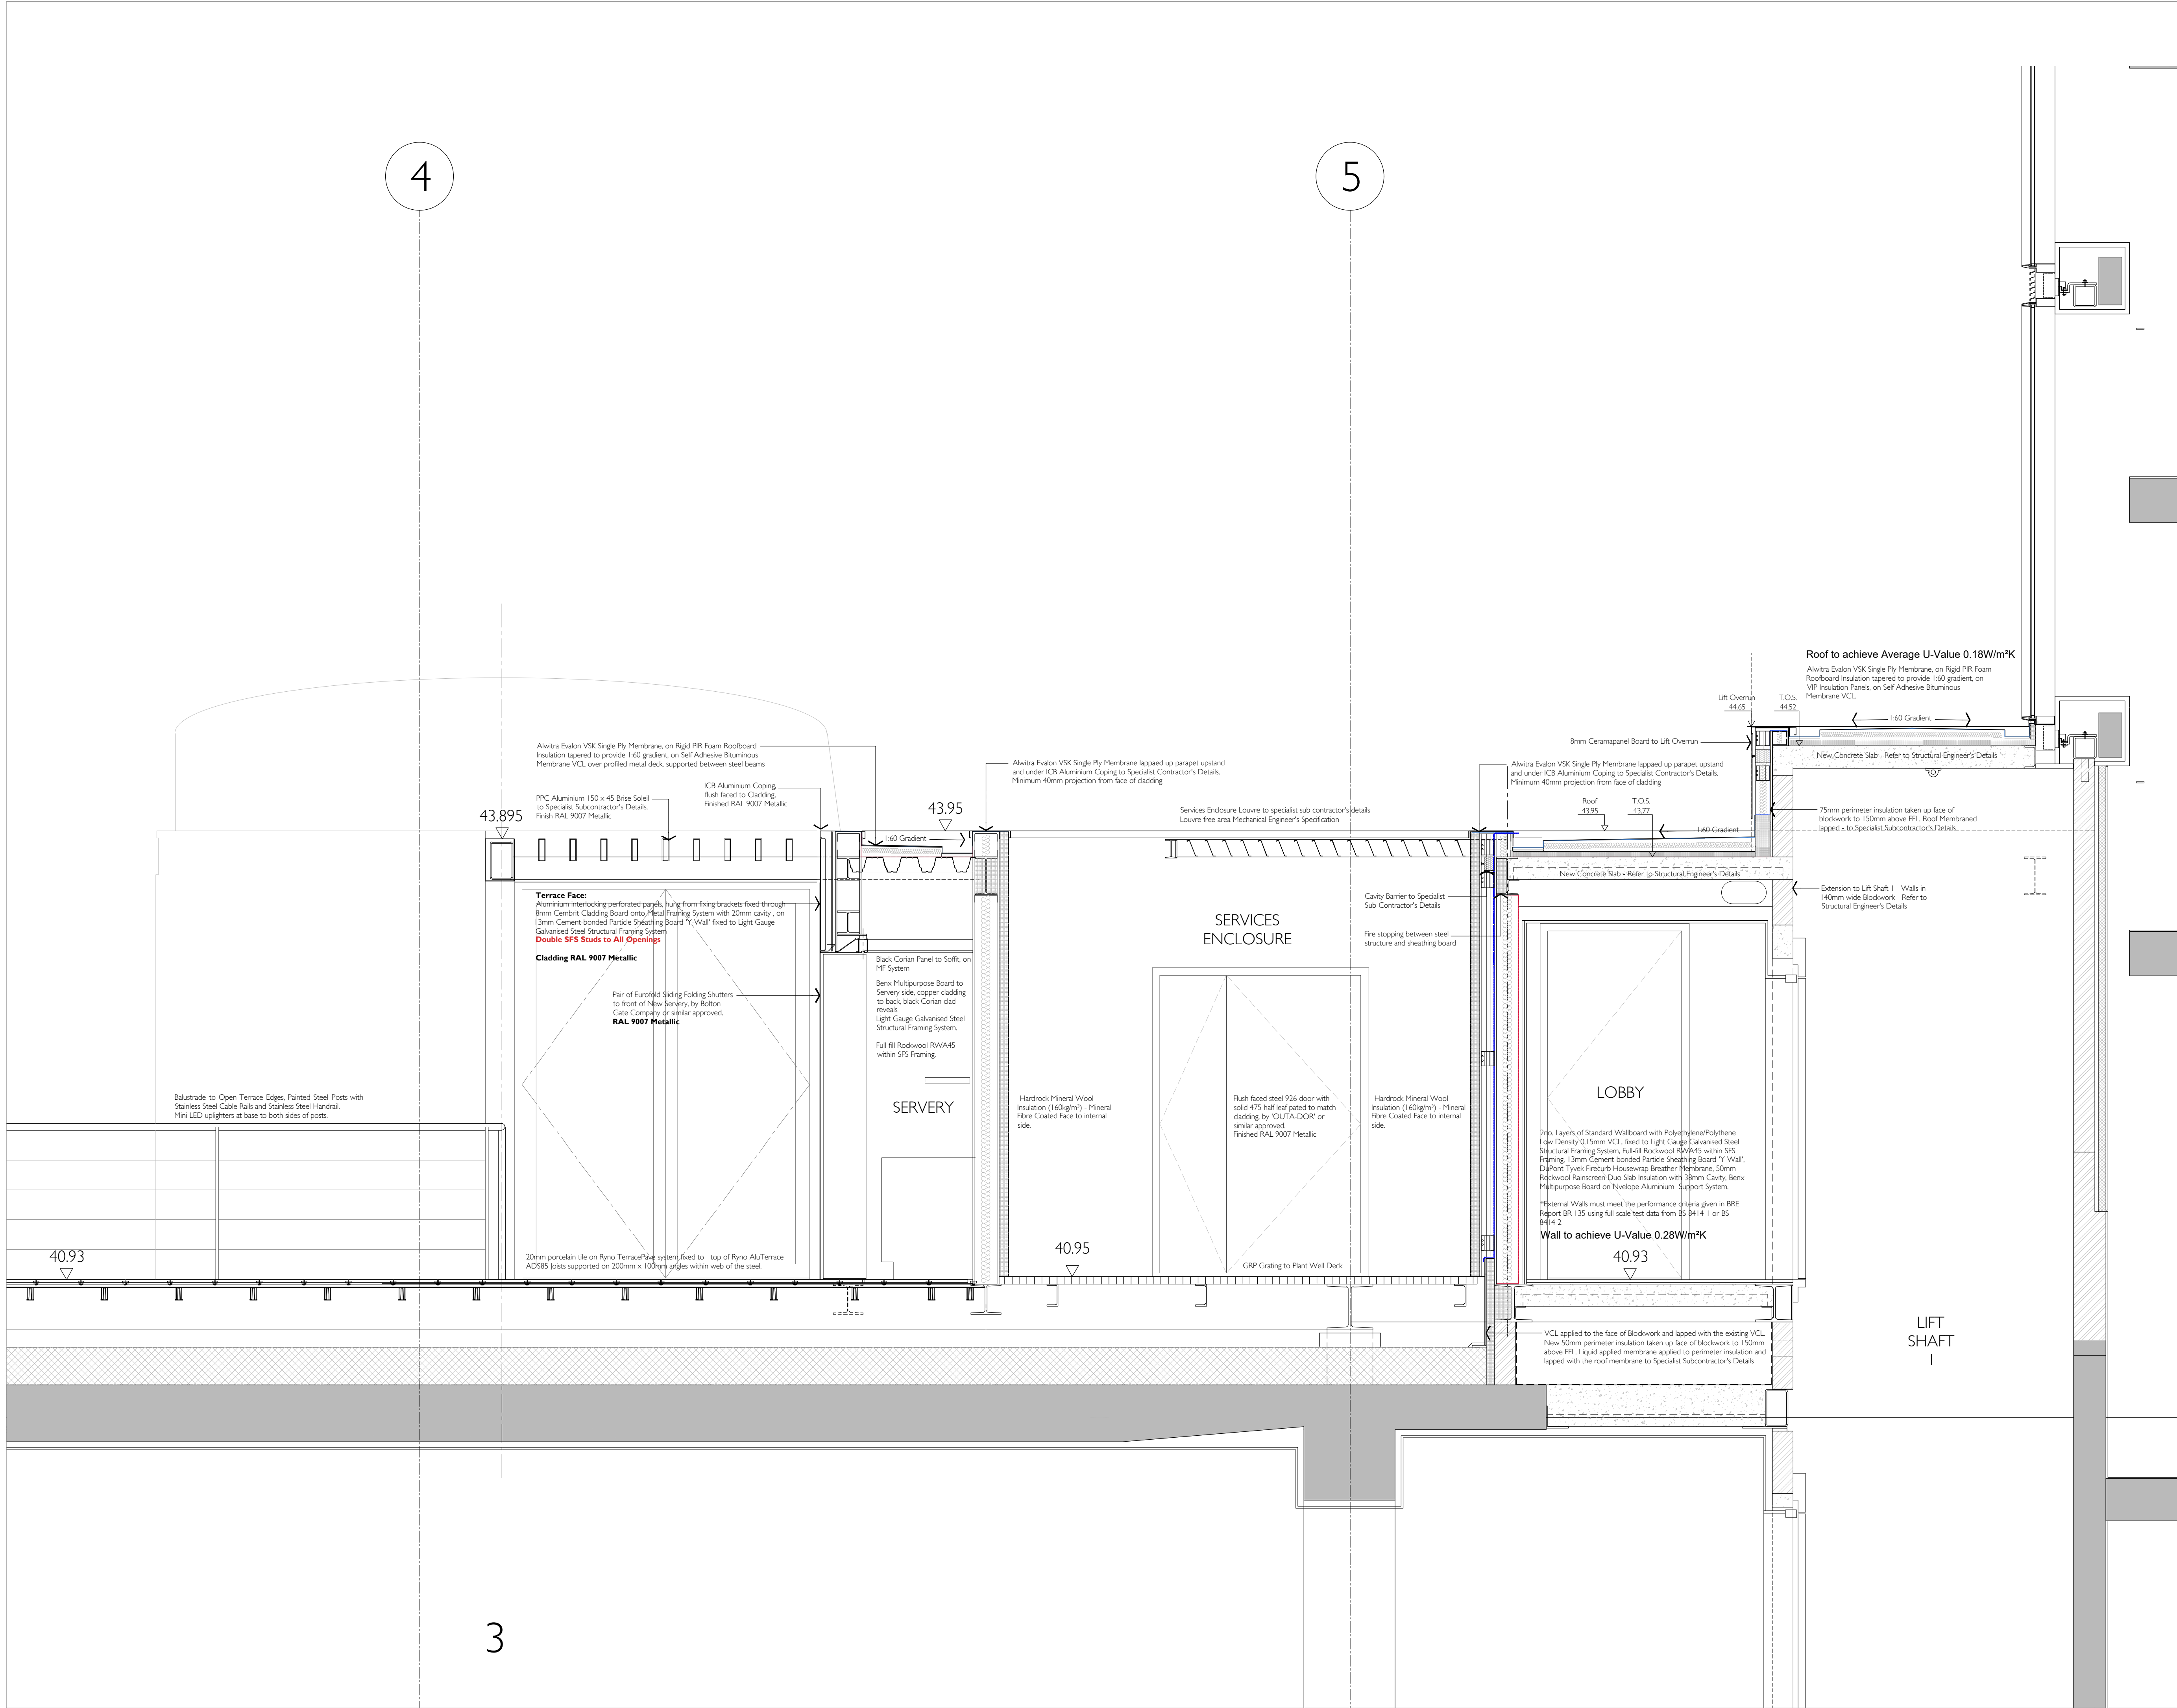 4
5
Roof to achieve Average U-Value 0.18W/m²K
Alwitra Evalon VSK Single Ply Membrane, on Rigid PIR Foam
Roofboard Insulation tapered to provide 1:60 gradient, on
VIP Insulation Panels, on Self Adhesive Bituminous
Membrane VCL.
Lift Overrun
44.65
T.O.S.
44.52
1:60 Gradient
8mm Ceramapanel Board to Lift Overrun
New Concrete Slab - Refer to Structural Engineer's Details
Alwitra Evalon VSK Single Ply Membrane, on Rigid PIR Foam Roofboard
Insulation tapered to provide 1:60 gradient, on Self Adhesive Bituminous
Membrane VCL over profiled metal deck, supported between steel beams
Alwitra Evalon VSK Single Ply Membrane lappaed up parapet upstand
and under ICB Aluminium Coping to Specialist Contractor's Details.
Minimum 40mm projection from face of cladding
Alwitra Evalon VSK Single Ply Membrane lappaed up parapet upstand
and under ICB Aluminium Coping to Specialist Contractor's Details.
Minimum 40mm projection from face of cladding
ICB Aluminium Coping,
flush faced to Cladding,
Finished RAL 9007 Metallic
PPC Aluminium 150 x 45 Brise Soleil
to Specialist Subcontractor's Details.
Finish RAL 9007 Metallic
43.895
43.95
Services Enclosure Louvre to specialist sub contractor's details
Louvre free area Mechanical Engineer's Specification
Roof
43.95
T.O.S.
43.77
75mm perimeter insulation taken up face of
blockwork to 150mm above FFL. Roof Membraned
lapped - to Specialist Subcontractor's Details
1:60 Gradient
1:60 Gradient
New Concrete Slab - Refer to Structural Engineer's Details
Extension to Lift Shaft 1 - Walls in
140mm wide Blockwork - Refer to
Structural Engineer's Details
Terrace Face:
Aluminum interlocking perforated panels, hung from fixing brackets fixed through
8mm Cembrit Cladding Board onto Metal Framing System with 20mm cavity , on
13mm Cement-bonded Particle Sheathing Board 'Y-Wall' fixed to Light Gauge
Galvanised Steel Structural Framing System
Double SFS Studs to All Openings
Cladding RAL 9007 Metallic
Cavity Barrier to Specialist
Sub-Contractor's Details
SERVICES
ENCLOSURE
Fire stopping between steel
structure and sheathing board
Black Corian Panel to Soffit, on
MF System
Benx Multipurpose Board to
Servery side, copper cladding
to back, black Corian clad
reveals
Light Gauge Galvanised Steel
Structural Framing System.
Full-fill Rockwool RWA45
within SFS Framing.
Pair of Eurofold Sliding Folding Shutters
to front of New Servery, by Bolton
Gate Company or similar approved.
RAL 9007 Metallic
Balustrade to Open Terrace Edges, Painted Steel Posts with
Stainless Steel Cable Rails and Stainless Steel Handrail.
Mini LED uplighters at base to both sides of posts.
SERVERY
Hardrock Mineral Wool
Insulation (160kg/m³) - Mineral
Fibre Coated Face to internal
side.
Flush faced steel 926 door with
solid 475 half leaf pated to match
cladding, by 'OUTA-DOR' or
similar approved.
Finished RAL 9007 Metallic
Hardrock Mineral Wool
Insulation (160kg/m³) - Mineral
Fibre Coated Face to internal
side.
LOBBY
2no. Layers of Standard Wallboard with Polyethylene/Polythene
Low Density 0.15mm VCL, fixed to Light Gauge Galvanised Steel
Structural Framing System, Full-fill Rockwool RWA45 within SFS
Framing, 13mm Cement-bonded Particle Sheathing Board 'Y-Wall',
DuPont Tyvek Firecurb Housewrap Breather Membrane, 50mm
Rockwool Rainscreen Duo Slab Insulation with 38mm Cavity, Benx
Multipurpose Board on 'Nvelope Aluminium Support System.
*External Walls must meet the performance criteria given in BRE
Report BR 135 using full-scale test data from BS 8414-1 or BS
8414-2
Wall to achieve U-Value 0.28W/m²K
40.93
40.93
40.95
20mm porcelain tile on Ryno TerracePave system fixed to top of Ryno AluTerrace
ADS85 Joists supported on 200mm x 100mm angles within web of the steel.
GRP Grating to Plant Well Deck
LIFT
SHAFT
1
VCL applied to the face of Blockwork and lapped with the existing VCL.
New 50mm perimeter insulation taken up face of blockwork to 150mm
above FFL. Liquid applied membrane applied to perimeter insulation and
lapped with the roof membrane to Specialist Subcontractor's Details
3